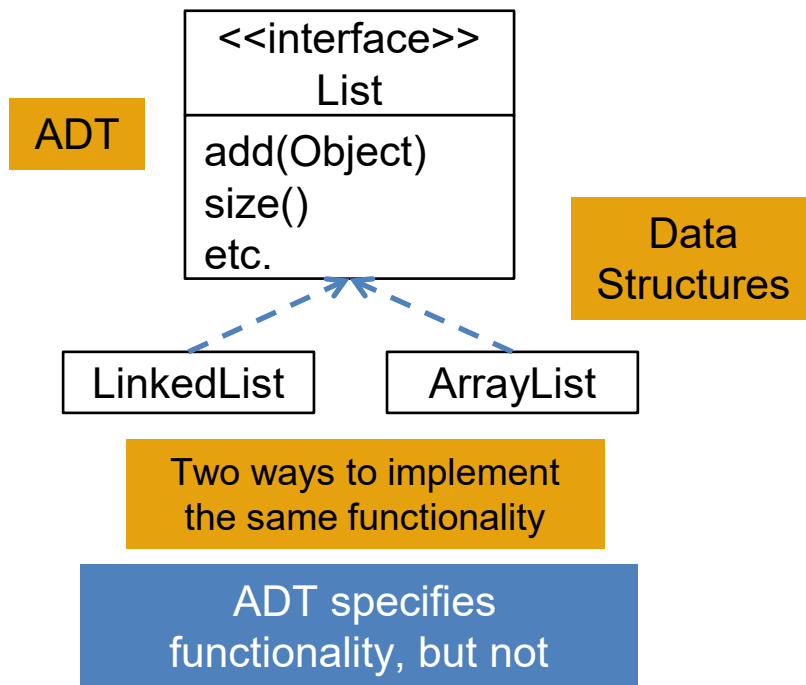 <<interface>>
List
ADT
add(Object)
size()
etc.
Data
Structures
LinkedList
ArrayList
Two ways to implement
the same functionality
ADT specifies
functionality, but not